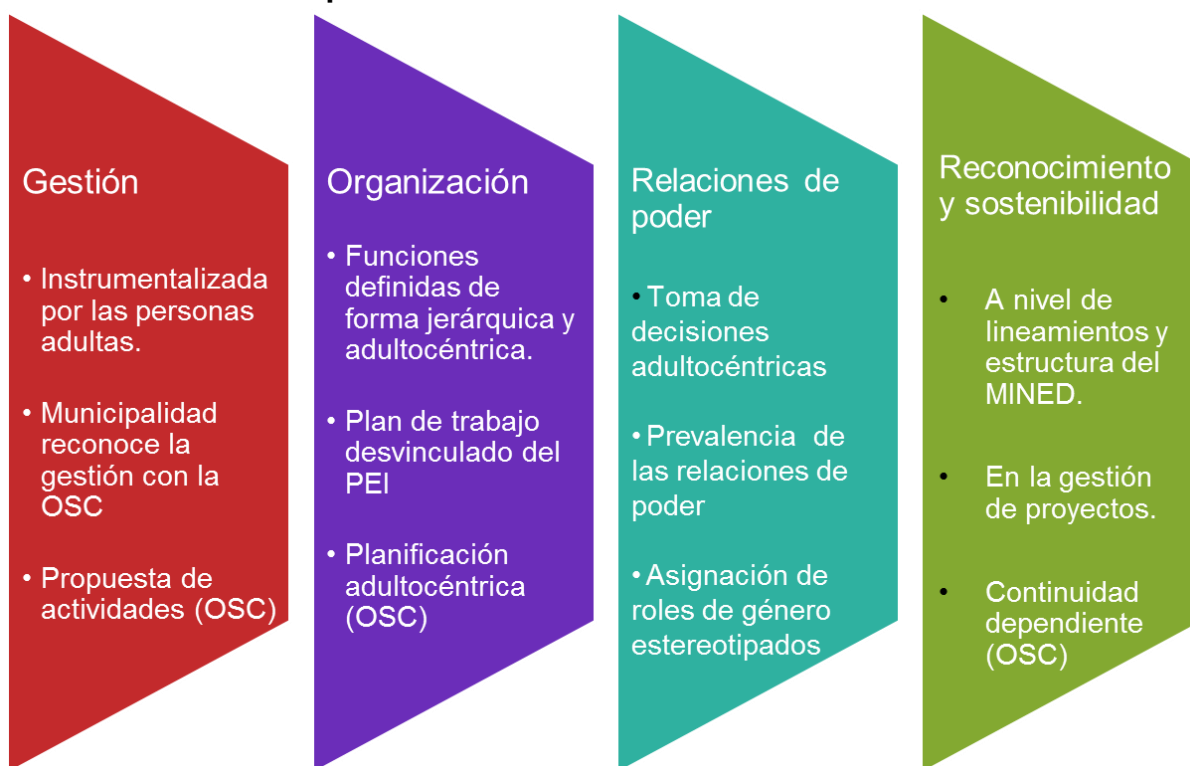 Gestión
• Instrumentalizada
por las personas
adultas.
• Municipalidad
reconoce la
gestión con la
OSC
• Propuesta de
actividades (OSC)
Organización
• Funciones
definidas de
forma jerárquica y
adultocéntrica.
• Plan de trabajo
desvinculado del
PEI
• Planificación
adultocéntrica
(OSC)
Relaciones de
poder
• Toma de
decisiones
adultocéntricas
• Prevalencia de
las relaciones de
poder
• Asignación de
roles de género
estereotipados
Reconocimiento
y sostenibilidad
• A nivel de
lineamientos y
estructura del
MINED.
• En la gestión
de proyectos.
• Continuidad
dependiente
(OSC)